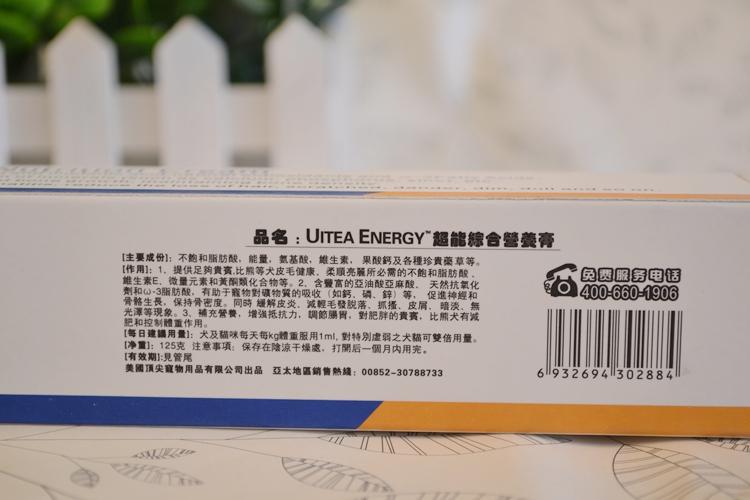 dander, dim, dull and so on.
品名：UITEA ENERGY™超能綜合營養膏
[主要成份]：不飽和脂肪酸，能量，氨基酸，維生素，果酸鈣及各種珍貴藥草等。
[作用]：1、提供足夠貴賓,比熊等犬皮毛健康、柔順亮麗所必需的不飽和脂肪酸、
維生素E、微量元素和黃酮類化合物等。2、含豐富的亞油酸亞麻酸、天然抗氧化
劑和ω-3脂肪酸，有助于寵物對礦物質的吸收（如鈣、磷、鋅）等，促進神經和
骨骼生長，保持骨密度。同時 緩解皮炎、減輕毛發脫落、抓搔、皮屑、暗淡、無
光澤等現象。3、補充營養，增強抵抗力，調節腸胃，對肥胖的貴賓，比熊犬有減
肥和控制體重作用。
[每日建議用量]：犬及貓咪每天每kg體重服用1ml, 對特別虛弱之犬貓可雙倍用量。
[净重]：125克 注意事項：保存在陰涼干燥處，打開后一個月内用完。
[有效期]:見管尾
美國頂尖寵物用品有限公司出品 亞太地區銷售熱綫：00852-30788733
免费服务电话
400-660-1906
6 932694 302884